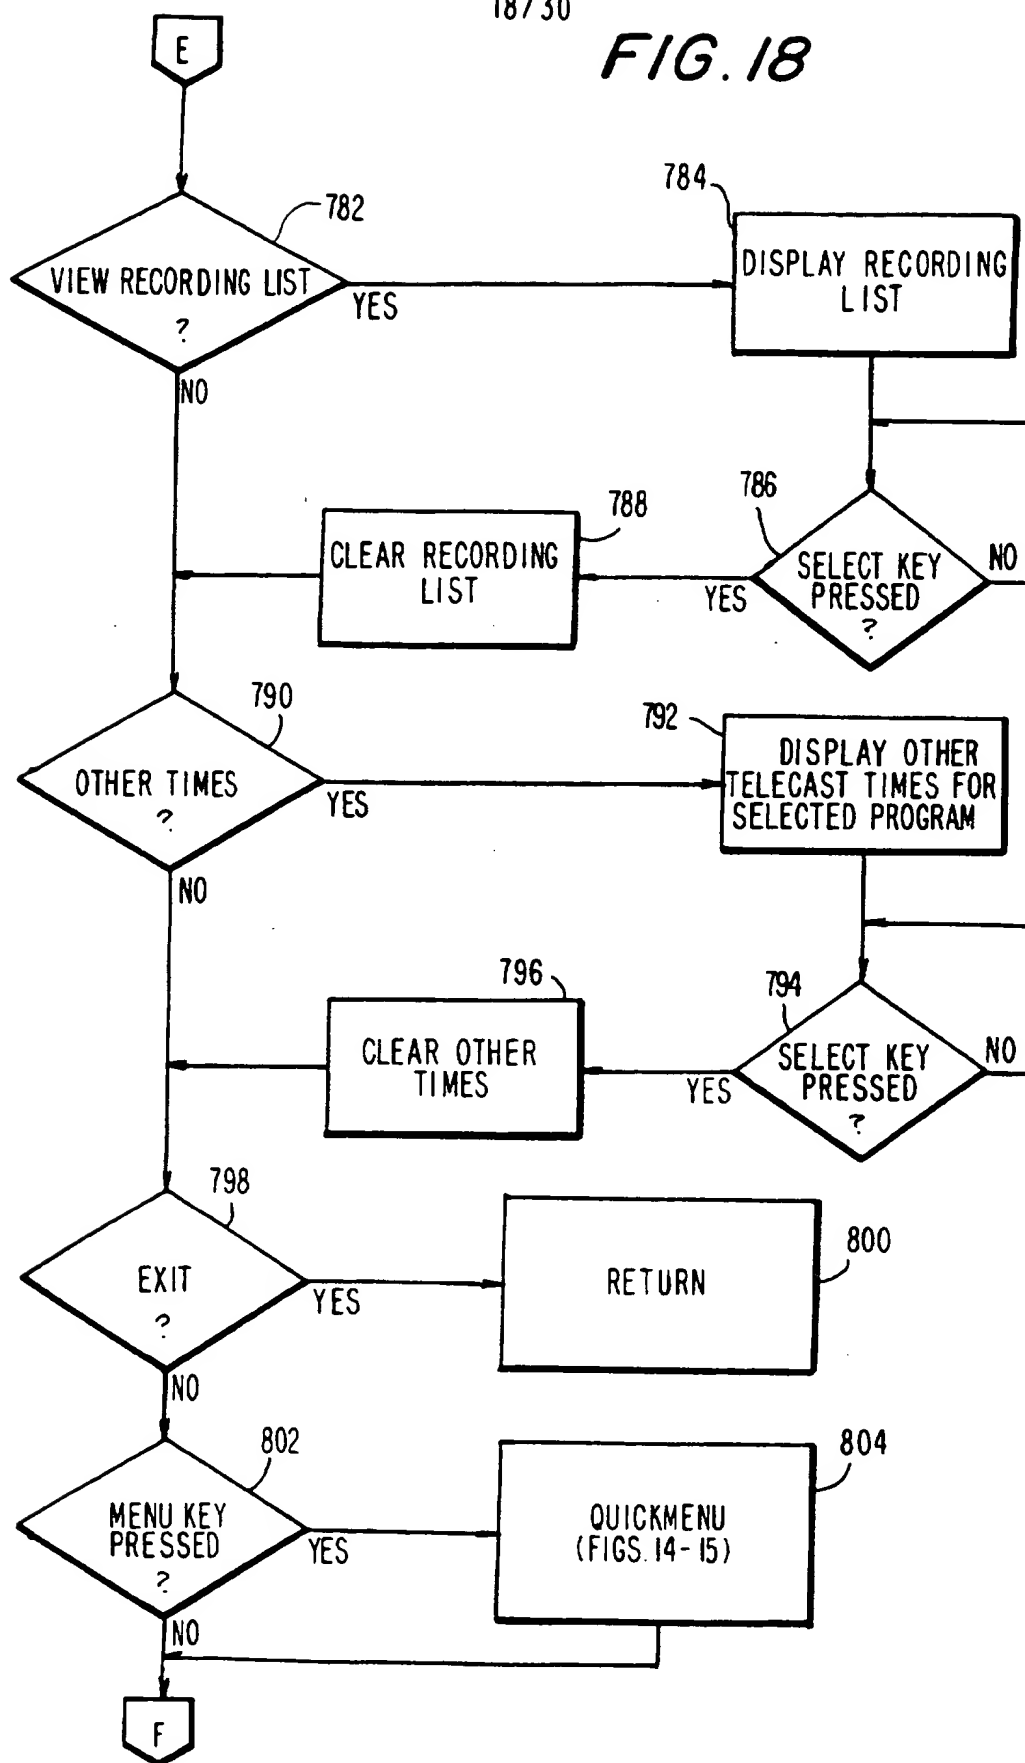 18/30
FIG. 18
E
782
VIEW RECORDING LIST
?
YES
NO
784
DISPLAY RECORDING
LIST
786
SELECT KEY
PRESSED
?
NO
YES
788
CLEAR RECORDING
LIST
790
OTHER TIMES
?
YES
NO
792
DISPLAY OTHER
TELECAST TIMES FOR
SELECTED PROGRAM
794
SELECT KEY
PRESSED
?
NO
YES
796
CLEAR OTHER
TIMES
798
EXIT
?
YES
NO
800
RETURN
802
MENU KEY
PRESSED
?
YES
NO
804
QUICKMENU
(FIGS. 14-15)
F